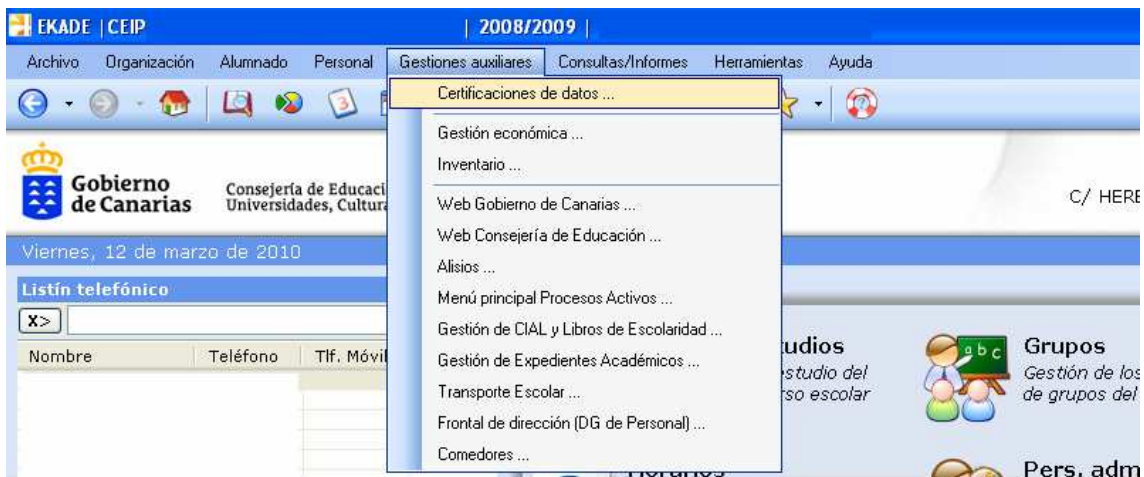 EKADE | CEIP | 2008/2009 |
Archivo Organización Alumnado Personal Gestiones auxiliares Consultas/Informes Herramientas Ayuda
Certificaciones de datos ...
Gestión económica ...
Inventario ...
Web Gobierno de Canarias ...
Web Consejería de Educación ...
Alisios ...
Menú principal Procesos Activos ...
Gestión de CIAL y Libros de Escolaridad ...
Gestión de Expedientes Académicos ...
Transporte Escolar ...
Frontal de dirección (DG de Personal) ...
Comedores ...
Gobierno
de Canarias
Consejería de Educaci
Universidades, Cultura
C/ HERE
Viernes, 12 de marzo de 2010
Listín telefónico
X>
Nombre Teléfono Tlf. Móvil
udios
studio del
rso escolar
abc
Grupos
Gestión de los
de grupos del
Horarios
Pers. adm